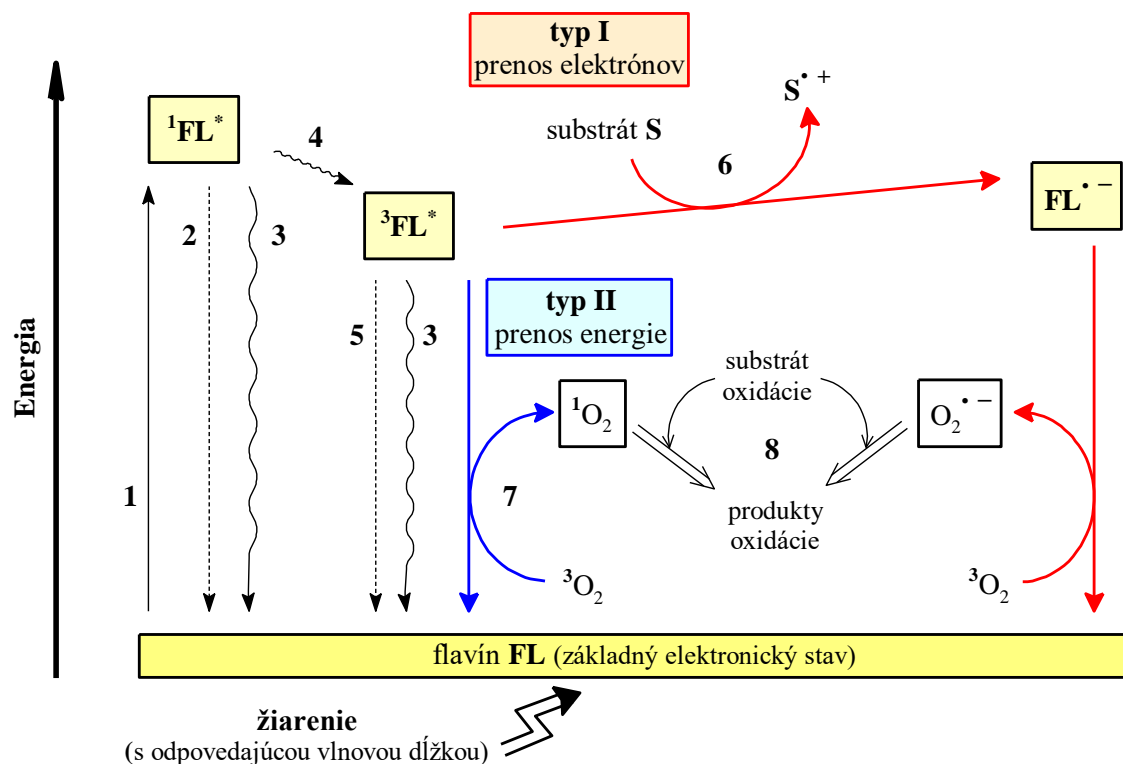 typ I
prenos elektrónov
Energia
¹FL*
4
substrát S
S•+
6
³FL*
FL•−
2
3
5
3
typ II
prenos energie
substrát
oxidácie
¹O₂
O₂•−
8
1
7
produkty
oxidácie
³O₂
³O₂
flavín FL (základný elektronický stav)
žiarenie
(s odpovedajúcou vlnovou dĺžkou)